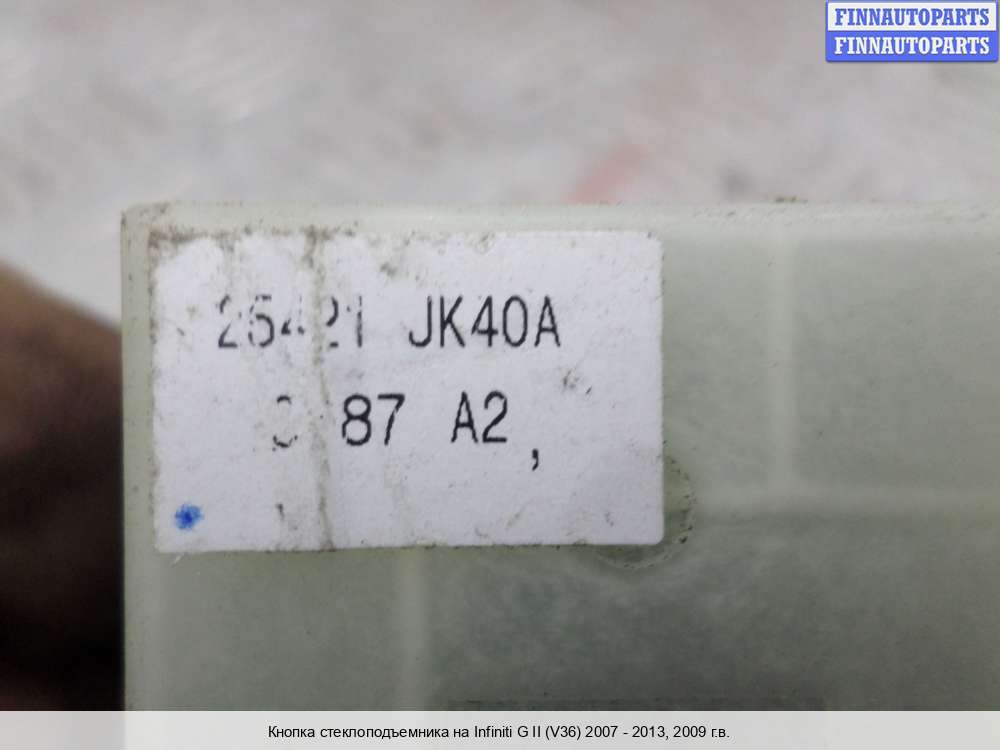 FINNAUTOPARTS
FINNAUTOPARTS
JK40A
87 A2,
Кнопка стеклоподъемника на Infiniti G II (V36) 2007 - 2013, 2009 г.в.